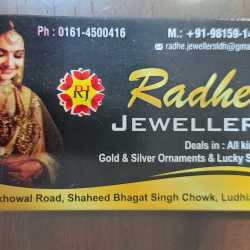 Ph : 0161-4500416
M.: +91-98159-14
radhe.jewellersldh@gma
RJ
Radhe
JEWELLER
Deals in : All ki
Gold & Silver Ornaments & Lucky S
khowal Road, Shaheed Bhagat Singh Chowk, Ludhia